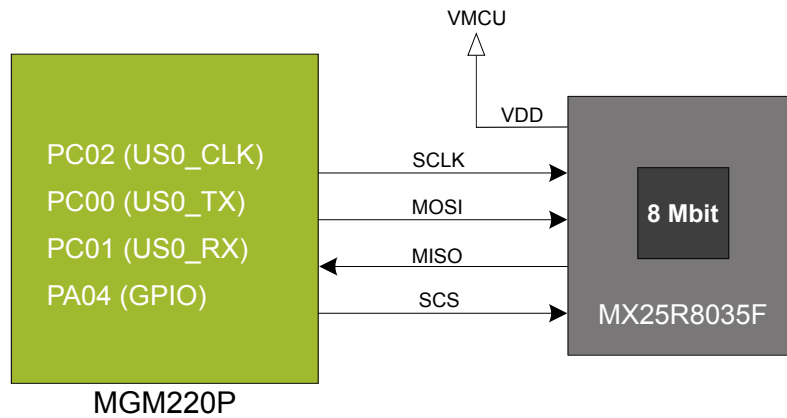 VMCU
VDD
PC02 (US0_CLK)
SCLK
PC00 (US0_TX)
MOSI
8 Mbit
PC01 (US0_RX)
MISO
PA04 (GPIO)
SCS
MX25R8035F
MGM220P